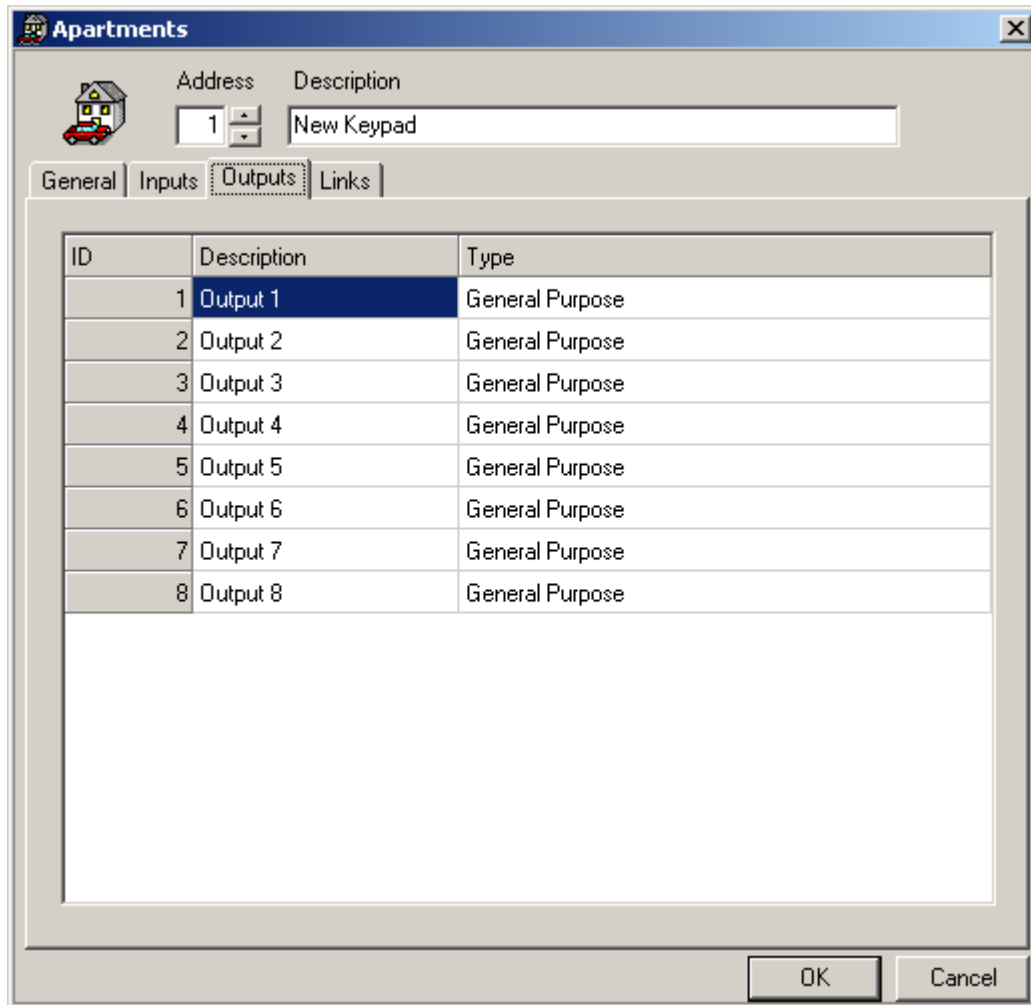 Apartments
Address Description
1 New Keypad
General Inputs Outputs Links
ID Description Type
1 Output 1 General Purpose
2 Output 2 General Purpose
3 Output 3 General Purpose
4 Output 4 General Purpose
5 Output 5 General Purpose
6 Output 6 General Purpose
7 Output 7 General Purpose
8 Output 8 General Purpose
OK Cancel